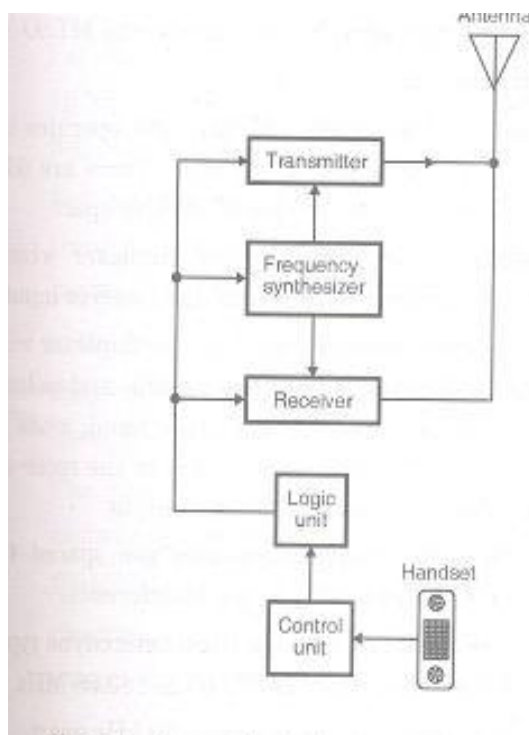 Antenna
Transmitter
Frequency
synthesizer
Receiver
Logic
unit
Handset
Control
unit